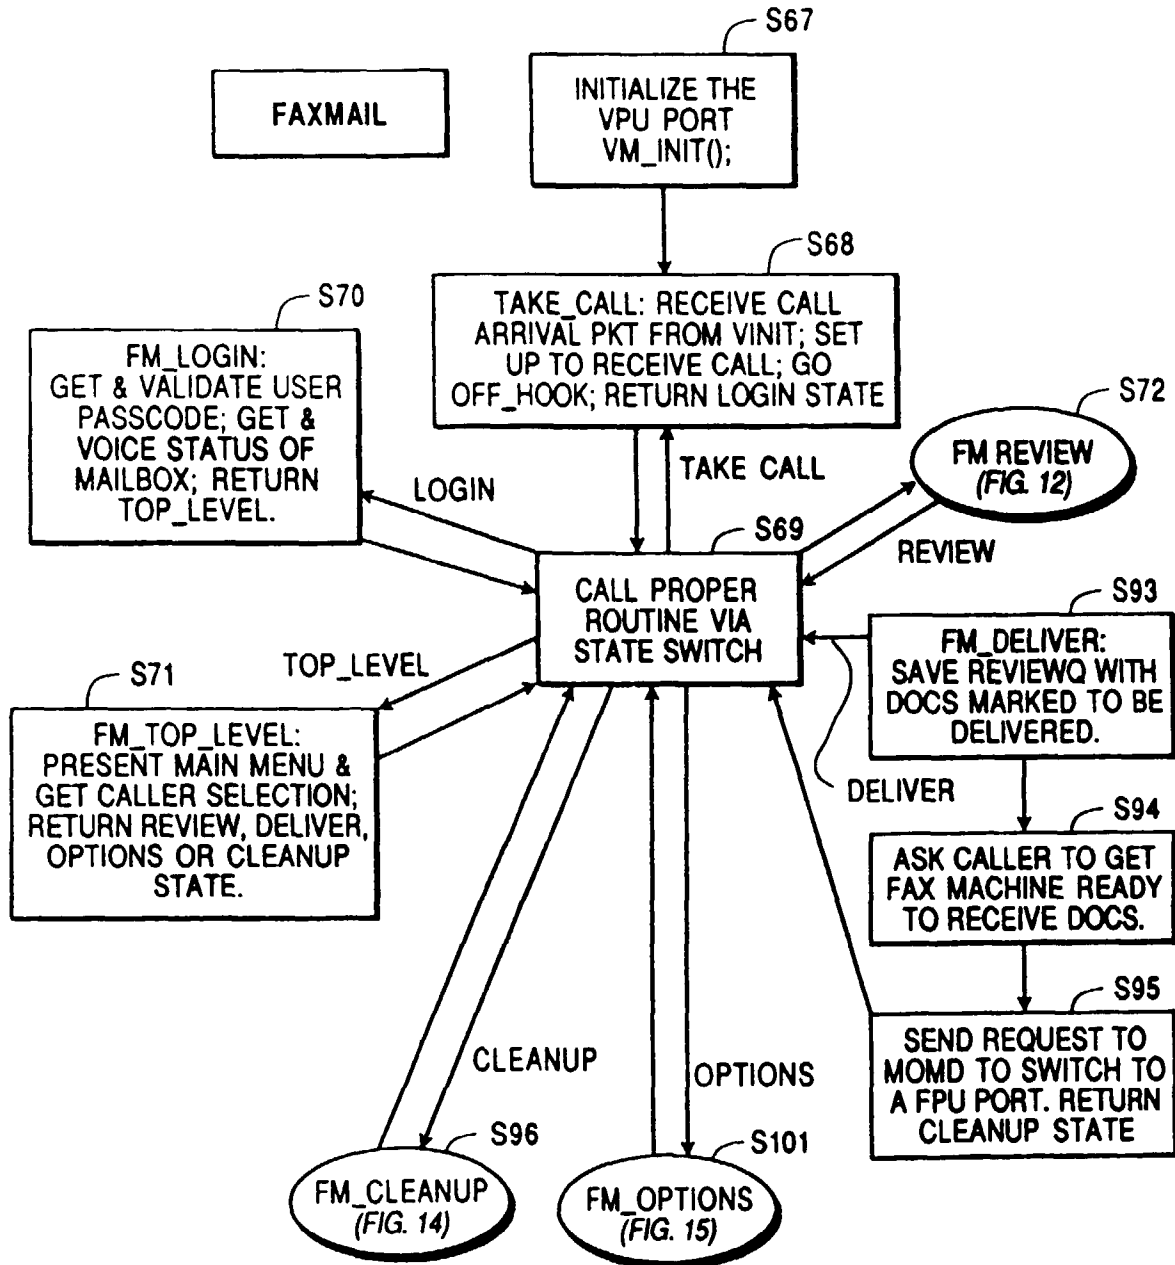 S67
FAXMAIL
INITIALIZE THE
VPU PORT
VM_INIT();
S68
TAKE_CALL: RECEIVE CALL
ARRIVAL PKT FROM VINIT; SET
UP TO RECEIVE CALL; GO
OFF_HOOK; RETURN LOGIN STATE
S70
FM_LOGIN:
GET & VALIDATE USER
PASSCODE; GET &
VOICE STATUS OF
MAILBOX; RETURN
TOP_LEVEL.
S72
FM REVIEW
(FIG. 12)
TAKE CALL
LOGIN
REVIEW
S69
CALL PROPER
ROUTINE VIA
STATE SWITCH
S93
FM_DELIVER:
SAVE REVIEWQ WITH
DOCS MARKED TO BE
DELIVERED.
TOP_LEVEL
S71
FM_TOP_LEVEL:
PRESENT MAIN MENU &
GET CALLER SELECTION;
RETURN REVIEW, DELIVER,
OPTIONS OR CLEANUP
STATE.
DELIVER
S94
ASK CALLER TO GET
FAX MACHINE READY
TO RECEIVE DOCS.
S95
SEND REQUEST TO
MOMD TO SWITCH TO
A FPU PORT. RETURN
CLEANUP STATE
CLEANUP
OPTIONS
S96
FM_CLEANUP
(FIG. 14)
S101
FM_OPTIONS
(FIG. 15)